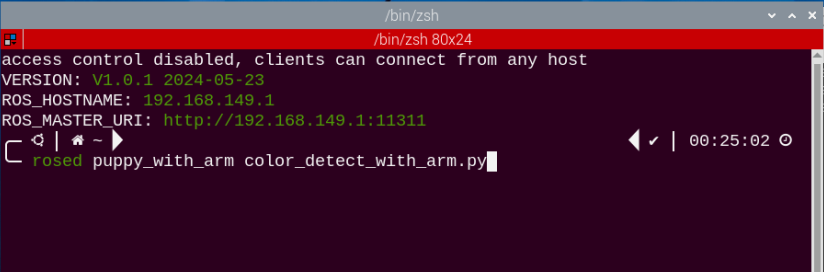 /bin/zsh
/bin/zsh 80x24
access control disabled, clients can connect from any host
VERSION: V1.0.1 2024-05-23
ROS_HOSTNAME: 192.168.149.1
ROS_MASTER_URI: http://192.168.149.1:11311
~ ✔ 00:25:02
rosed puppy_with_arm color_detect_with_arm.py